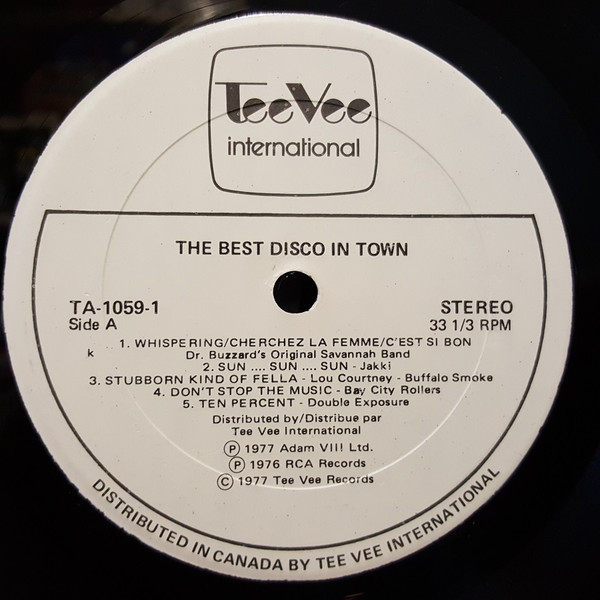 TeeVee
international
THE BEST DISCO IN TOWN
TA-1059-1
Side A
STEREO
33 1/3 RPM
1. WHISPERING/CHERCHEZ LA FEMME/C'EST SI BON
k Dr. Buzzard's Original Savannah Band
2. SUN .... SUN .... SUN - Jakki
3. STUBBORN KIND OF FELLA - Lou Courtney - Buffalo Smoke
4. DON'T STOP THE MUSIC - Bay City Rollers
5. TEN PERCENT - Double Exposure
Distributed by/Distribue par
Tee Vee International
Ⓟ 1977 Adam VIII Ltd.
Ⓟ 1976 RCA Records
© 1977 Tee Vee Records
DISTRIBUTED IN CANADA BY TEE VEE INTERNATIONAL